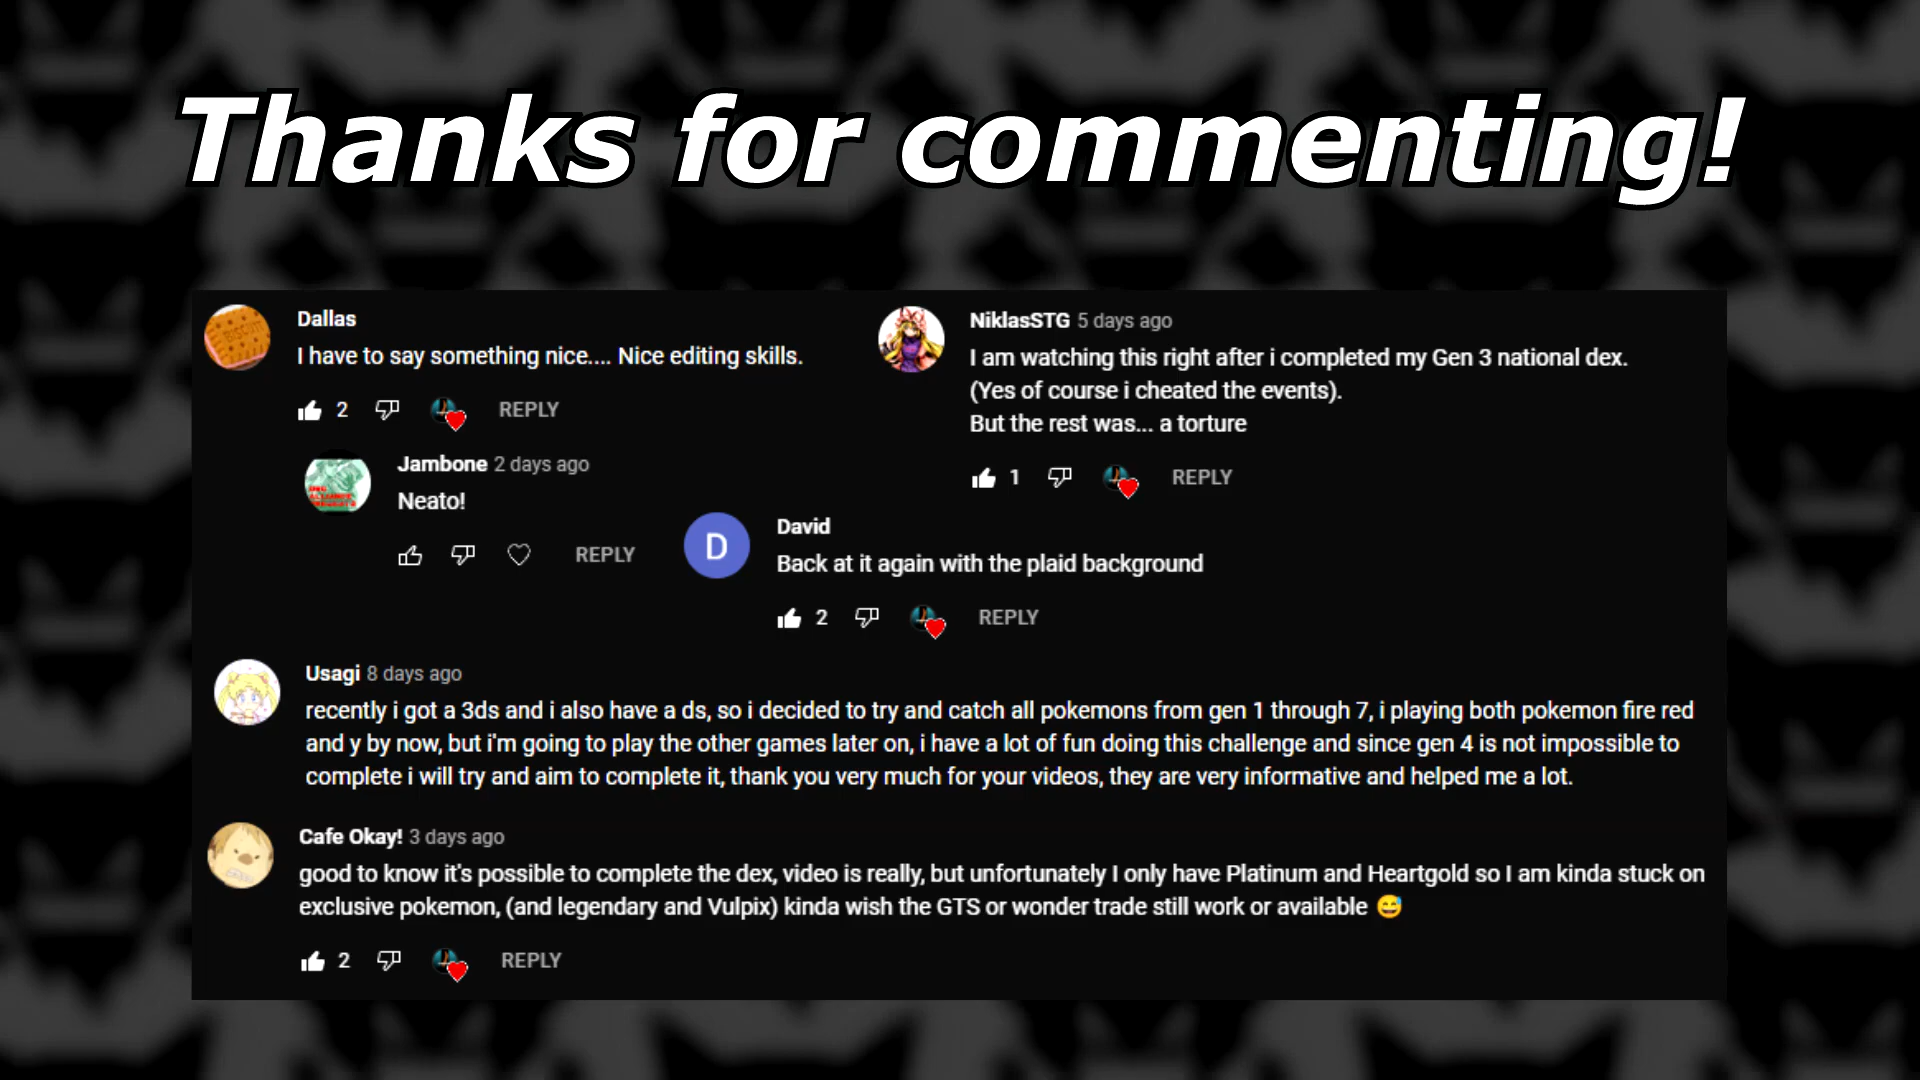 Thanks for commenting!
Dallas
I have to say something nice.... Nice editing skills.
2 REPLY
Jambone 2 days ago
Neato!
REPLY
NiklasSTG 5 days ago
I am watching this right after i completed my Gen 3 national dex.
(Yes of course i cheated the events).
But the rest was... a torture
1 REPLY
D
David
Back at it again with the plaid background
2 REPLY
Usagi 8 days ago
recently i got a 3ds and i also have a ds, so i decided to try and catch all pokemons from gen 1 through 7, i playing both pokemon fire red
and y by now, but i'm going to play the other games later on, i have a lot of fun doing this challenge and since gen 4 is not impossible to
complete i will try and aim to complete it, thank you very much for your videos, they are very informative and helped me a lot.
Cafe Okay! 3 days ago
good to know it's possible to complete the dex, video is really, but unfortunately I only have Platinum and Heartgold so I am kinda stuck on
exclusive pokemon, (and legendary and Vulpix) kinda wish the GTS or wonder trade still work or available 😅
2 REPLY